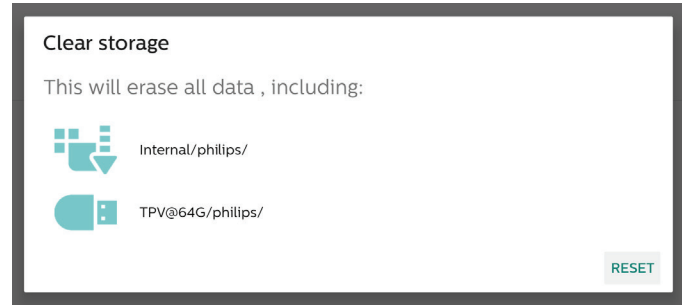 Clear storage
This will erase all data , including:
Internal/philips/
TPV@64G/philips/
RESET